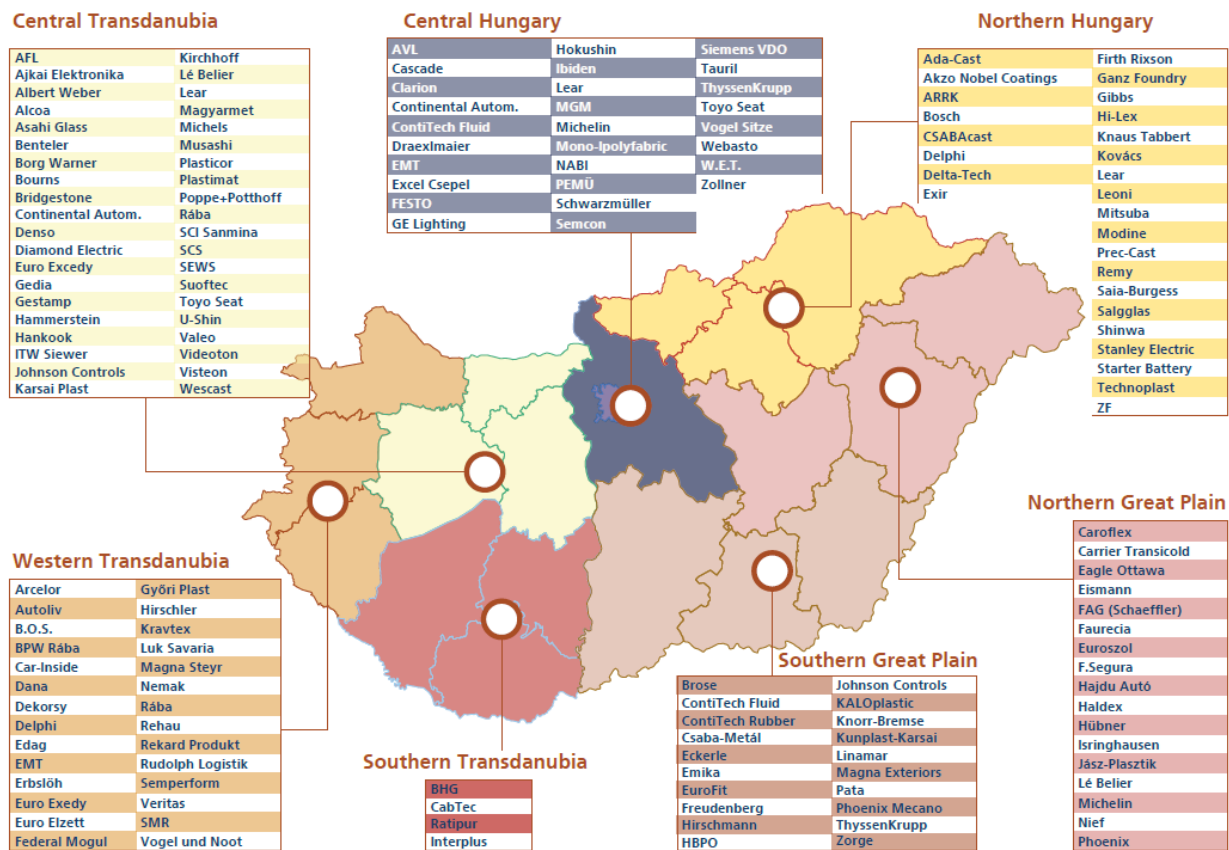 Central Transdanubia
AFL
Ajkai Elektronika
Albert Weber
Alcoa
Asahi Glass
Benteler
Borg Warner
Bourns
Bridgestone
Continental Autom.
Denso
Diamond Electric
Euro Excedy
Gedia
Gestamp
Hammerstein
Hankook
ITW Siewer
Johnson Controls
Karsai Plast
Kirchhoff
Lé Belier
Lear
Magyarmet
Michels
Musashi
Plasticor
Plastimat
Poppe+Potthoff
Rába
SCI Sanmina
SCS
SEWS
Suoftec
Toyo Seat
U-Shin
Valeo
Videoton
Visteon
Wescast
Central Hungary
AVL
Cascade
Clarion
Continental Autom.
ContiTech Fluid
Draexlmaier
EMT
Excel Csepel
FESTO
GE Lighting
Hokushin
Ibiden
Lear
MGM
Michelin
Mono-Ipolyfabric
NABI
PEMÜ
Schwarzmüller
Semcon
Siemens VDO
Tauril
ThyssenKrupp
Toyo Seat
Vogel Sitze
Webasto
W.E.T.
Zollner
Northern Hungary
Ada-Cast
Akzo Nobel Coatings
ARRK
Bosch
CSABAcast
Delphi
Delta-Tech
Exir
Firth Rixson
Ganz Foundry
Gibbs
Hi-Lex
Knaus Tabbert
Kovács
Lear
Leoni
Mitsuba
Modine
Prec-Cast
Remy
Saia-Burgess
Salgglas
Shinwa
Stanley Electric
Starter Battery
Technoplast
ZF
Western Transdanubia
Arcelor
Autoliv
B.O.S.
BPW Rába
Car-Inside
Dana
Dekorsy
Delphi
Edag
EMT
Erbslöh
Euro Exedy
Euro Elzett
Federal Mogul
Győri Plast
Hirschler
Kravtex
Luk Savaria
Magna Steyr
Nemak
Rába
Rehau
Rekard Produkt
Rudolph Logistik
Semperform
Veritas
SMR
Vogel und Noot
Southern Transdanubia
BHG
CabTec
Ratipur
Interplus
Southern Great Plain
Brose
ContiTech Fluid
ContiTech Rubber
Csaba-Metál
Eckerle
Emika
EuroFit
Freudenberg
Hirschmann
HBPO
Johnson Controls
KALOplastic
Knorr-Bremse
Kunplast-Karsai
Linamar
Magna Exteriors
Pata
Phoenix Mecano
ThyssenKrupp
Zorge
Northern Great Plain
Caroflex
Carrier Transicold
Eagle Ottawa
Eismann
FAG (Schaeffler)
Faurecia
Euroszol
F.Segura
Hajdu Autó
Haldex
Hübner
Isringhausen
Jász-Plasztik
Lé Belier
Michelin
Nief
Phoenix